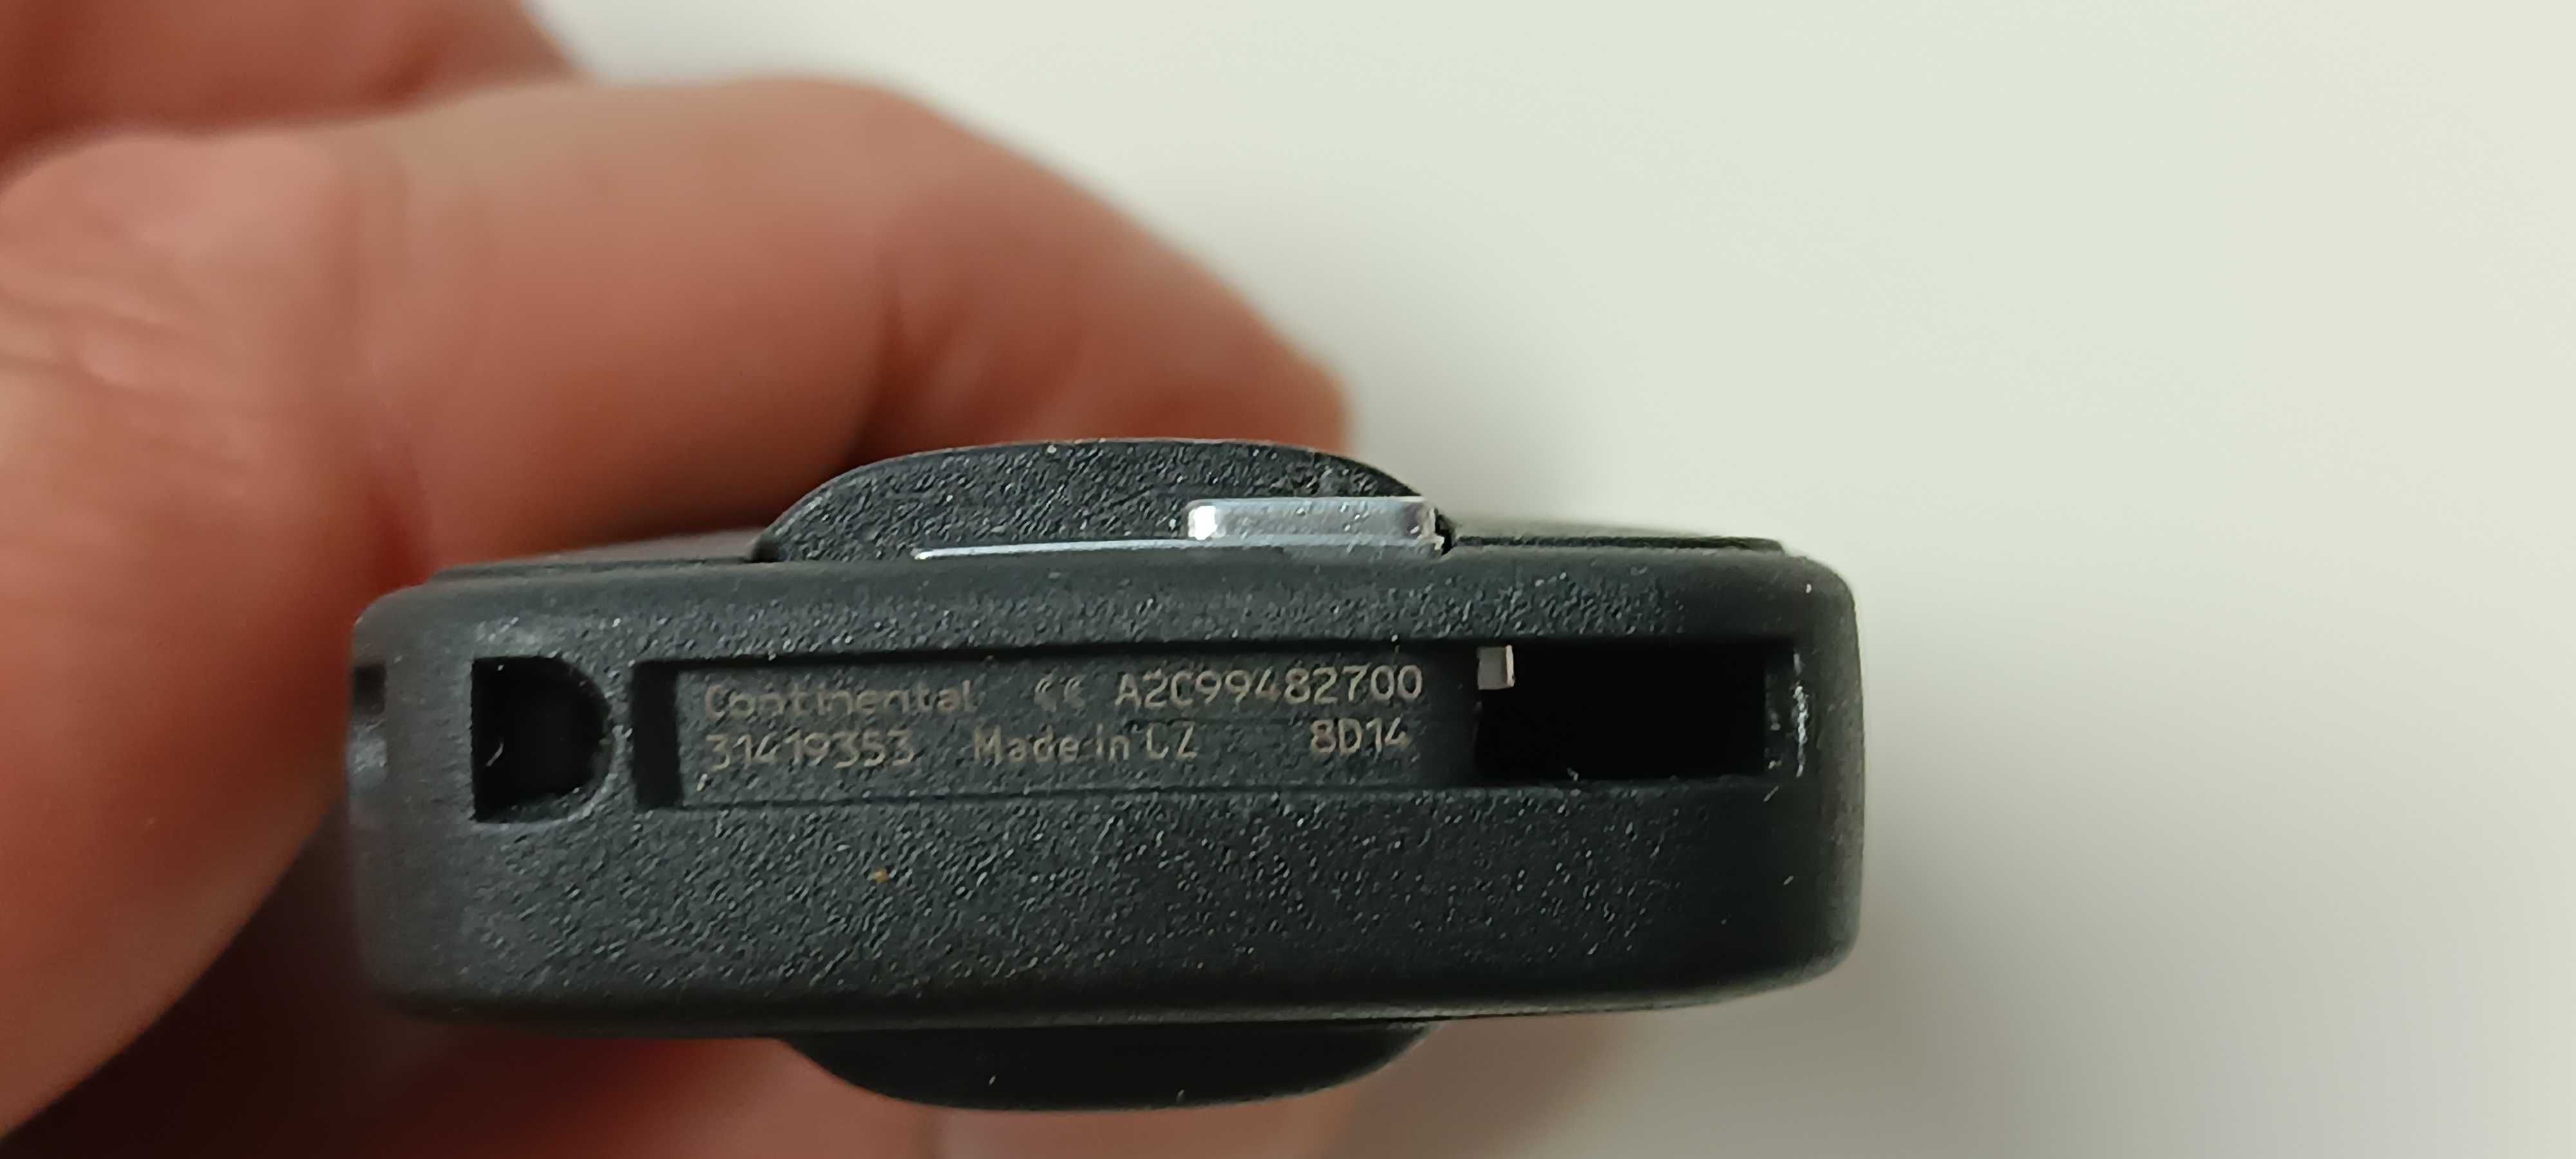 Continental CE A2C99482700
31419353 Made in CZ 8D14